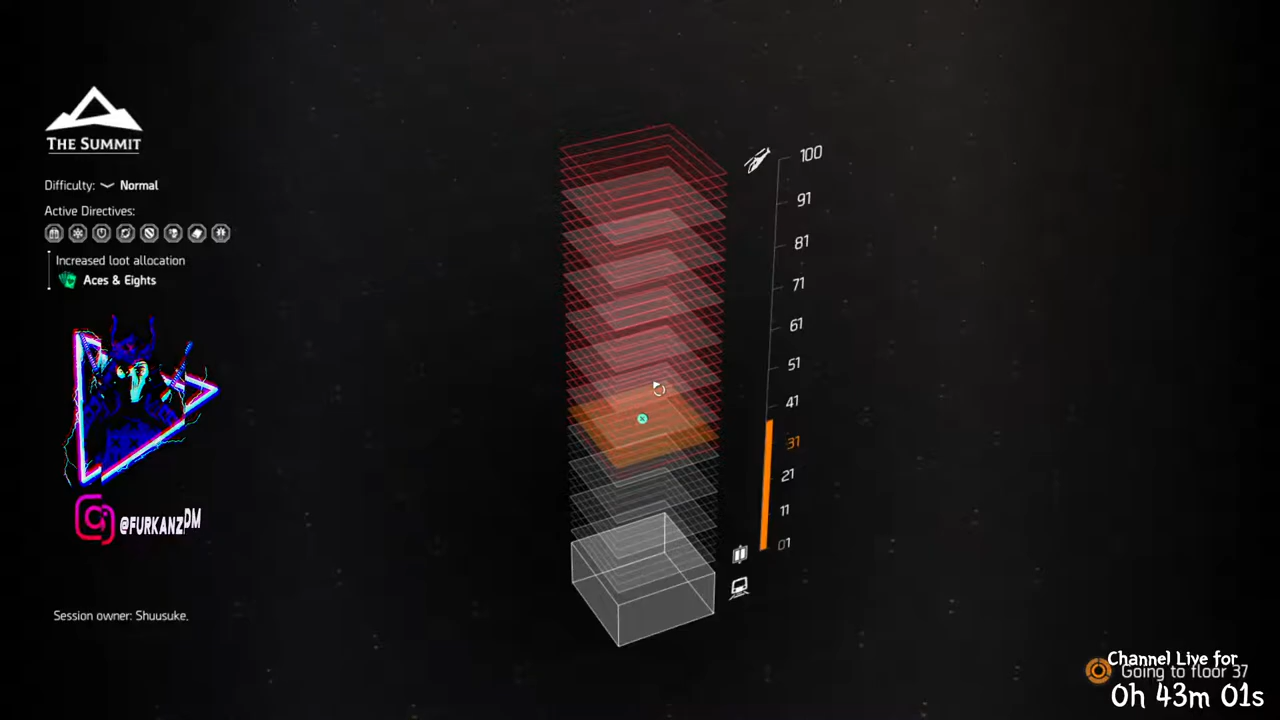 THE SUMMIT
Difficulty: Normal
Active Directives:
Increased loot allocation
Aces & Eights
@FURKANZDM
Session owner: Shuusuke.
100
91
81
71
61
51
41
31
21
11
01
Channel Live for
Going to floor 37
0h 43m 01s